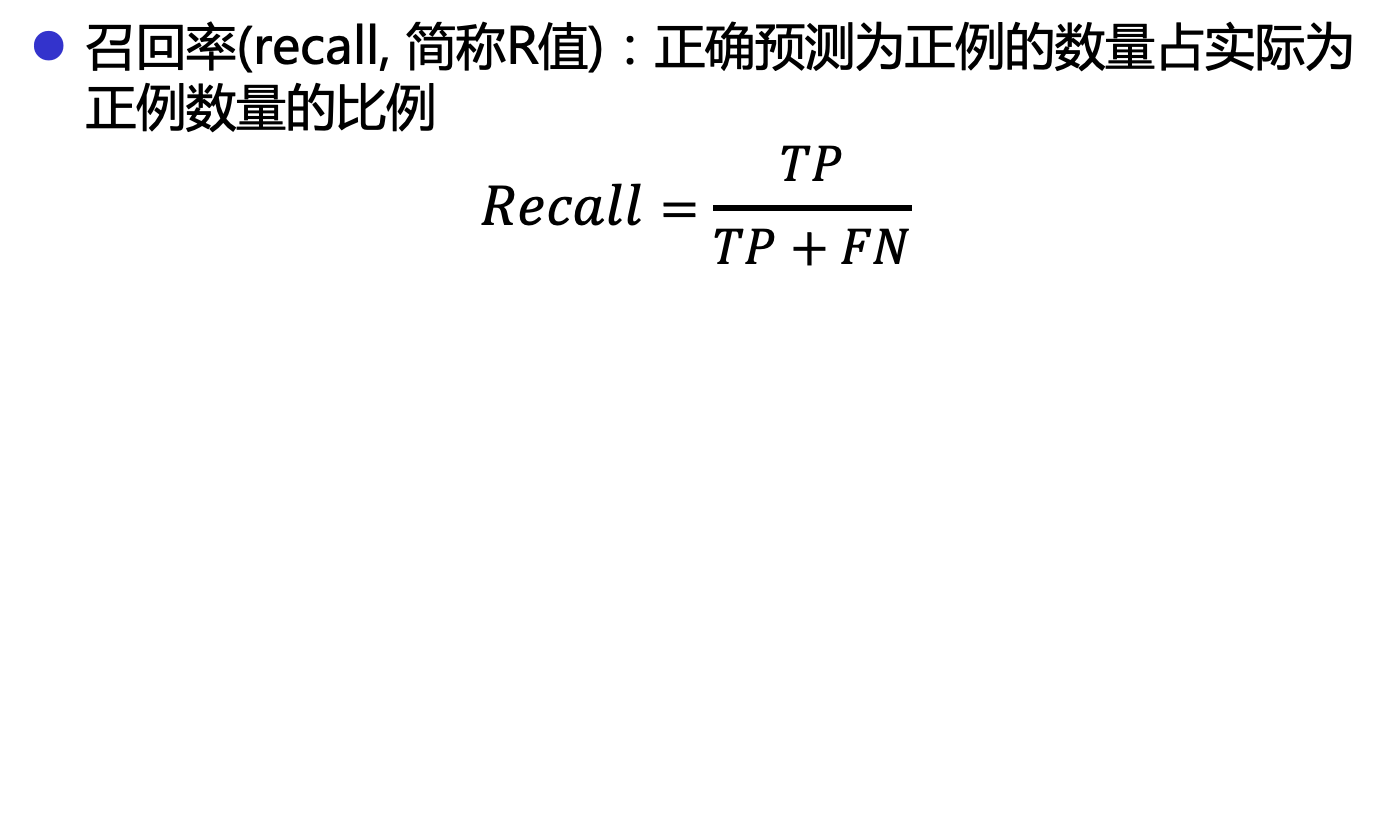 ● 召回率(recall, 简称R值)：正确预测为正例的数量占实际为
正例数量的比例
Recall = TP / (TP + FN)